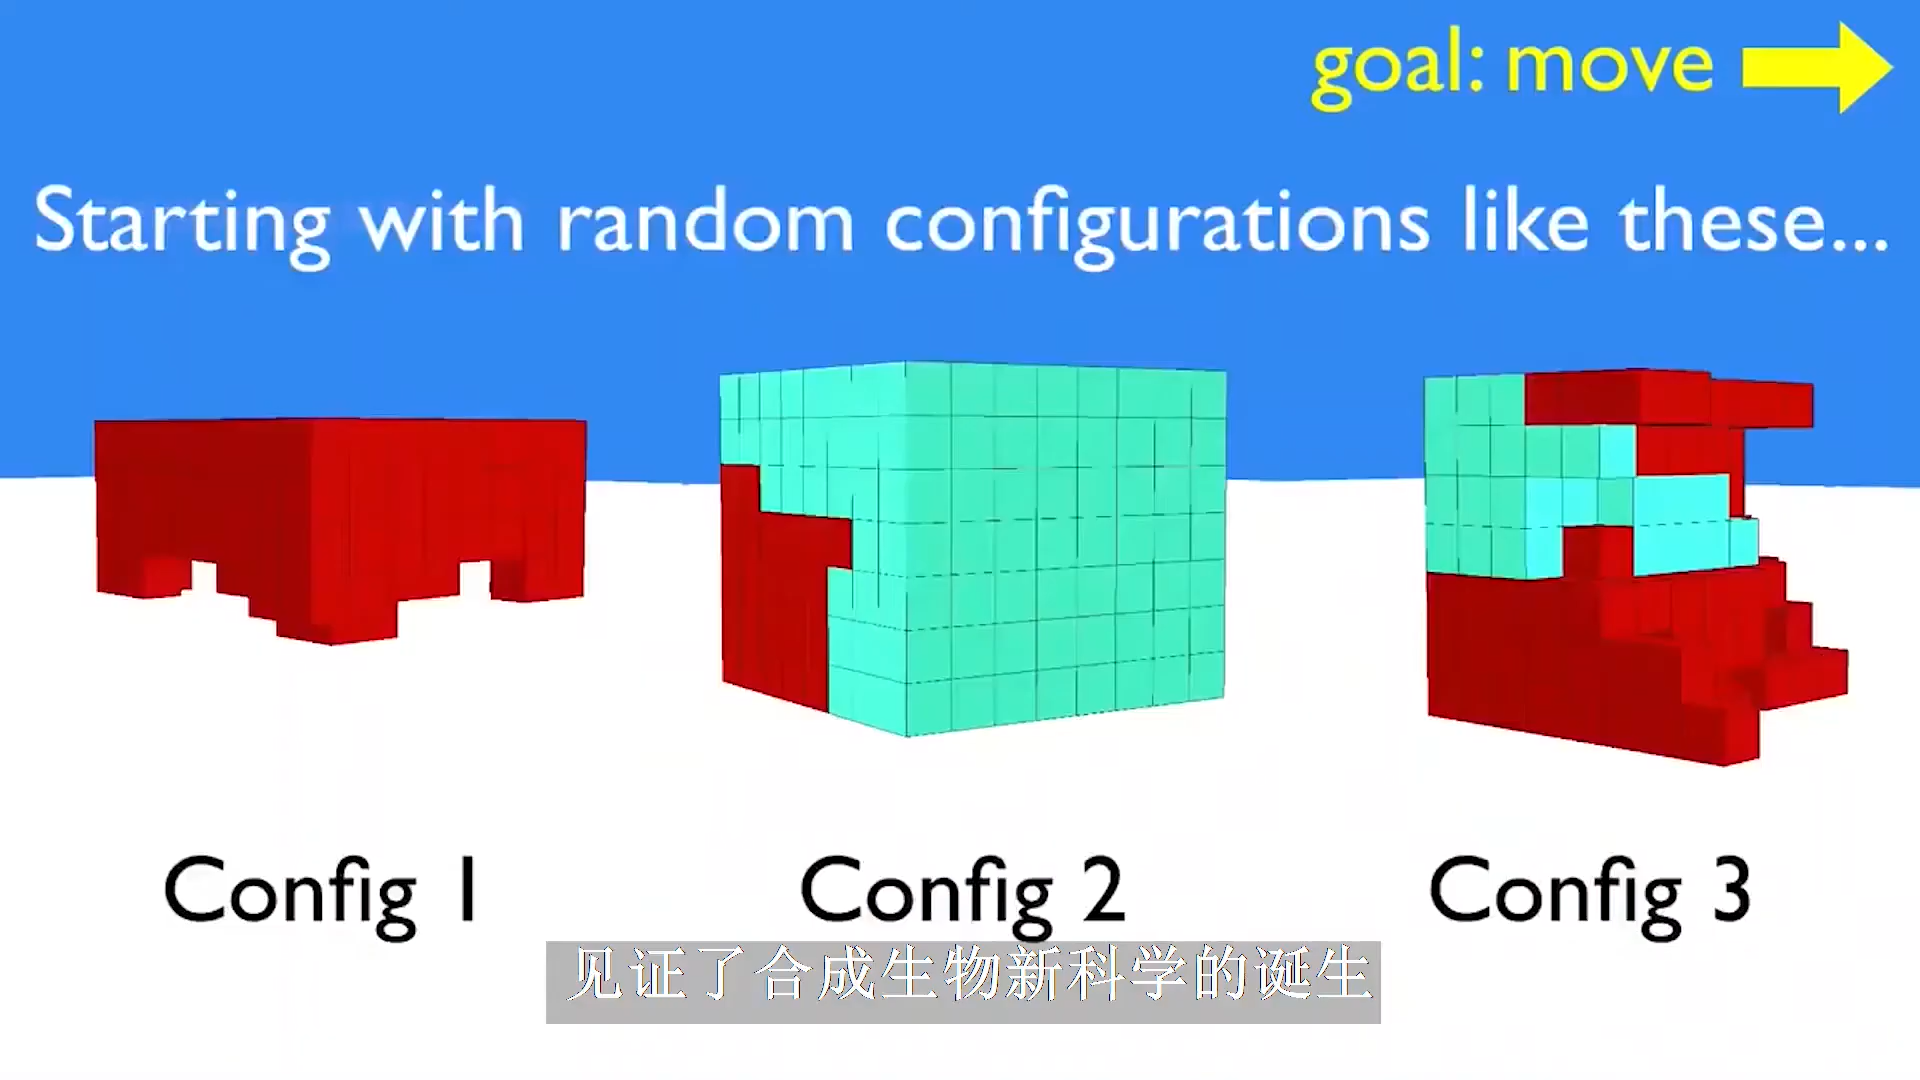 goal: move
Starting with random configurations like these...
Config 1
Config 2
Config 3
见证了合成生物新科学的诞生